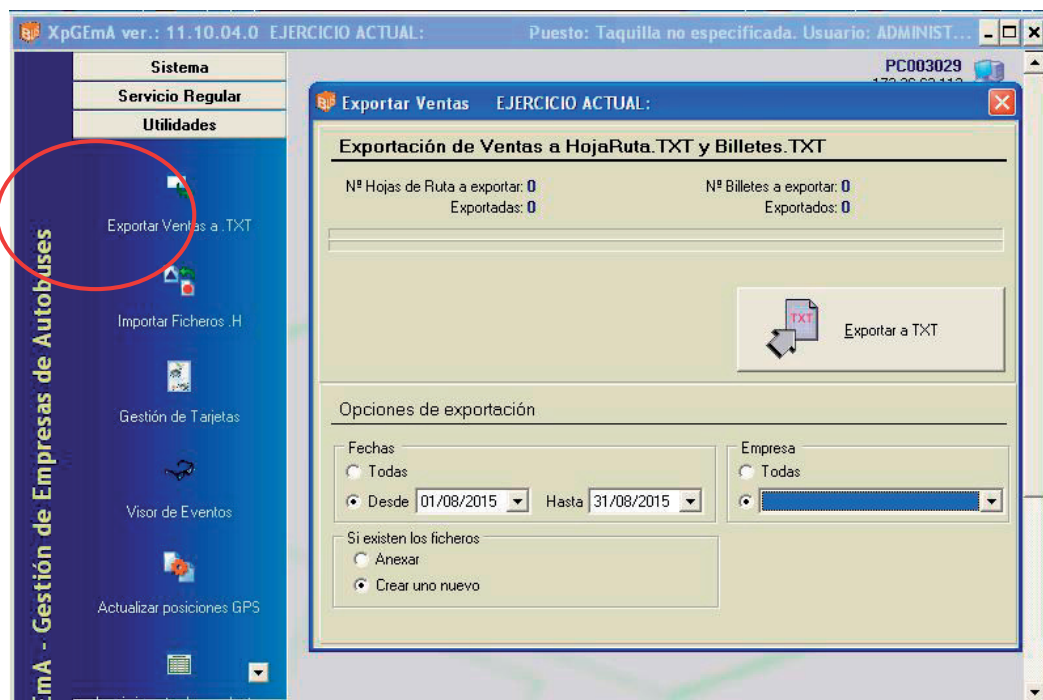 XpGEmA ver.: 11.10.04.0 EJERCICIO ACTUAL: Puesto: Taquilla no especificada. Usuario: ADMINIST...
Sistema
Servicio Regular
Utilidades
Exportar Ventas a .TXT
Importar Ficheros .H
Gestión de Tarjetas
Visor de Eventos
Actualizar posiciones GPS
EmA - Gestión de Empresas de Autobuses
PC003029
Exportar Ventas EJERCICIO ACTUAL:
Exportación de Ventas a HojaRuta.TXT y Billetes.TXT
Nº Hojas de Ruta a exportar: 0 Nº Billetes a exportar: 0
Exportadas: 0 Exportados: 0
TXT
Exportar a TXT
Opciones de exportación
Fechas
Todas
Desde 01/08/2015 Hasta 31/08/2015
Empresa
Todas
Si existen los ficheros
Anexar
Crear uno nuevo